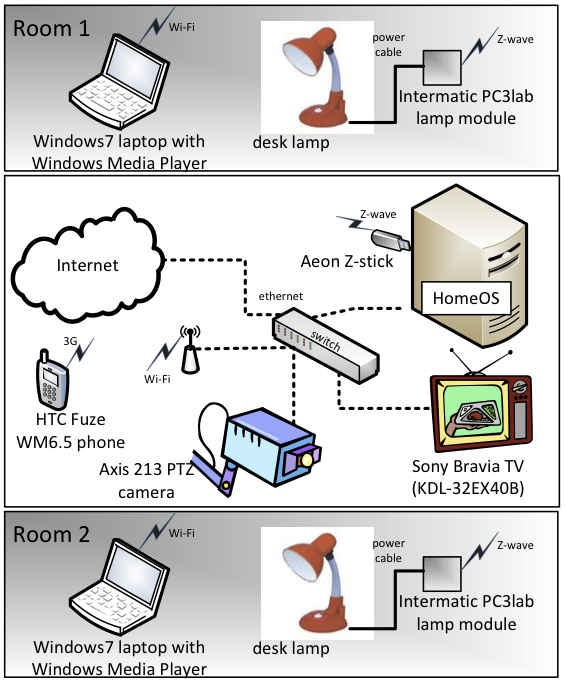 Room 1
Wi-Fi
power
cable
Z-wave
Windows7 laptop with
Windows Media Player
desk lamp
Intermatic PC3lab
lamp module
Z-wave
Aeon Z-stick
Internet
ethernet
HomeOS
switch
3G
Wi-Fi
HTC Fuze
WM6.5 phone
Axis 213 PTZ
camera
Sony Bravia TV
(KDL-32EX40B)
Room 2
Wi-Fi
power
cable
Z-wave
Windows7 laptop with
Windows Media Player
desk lamp
Intermatic PC3lab
lamp module